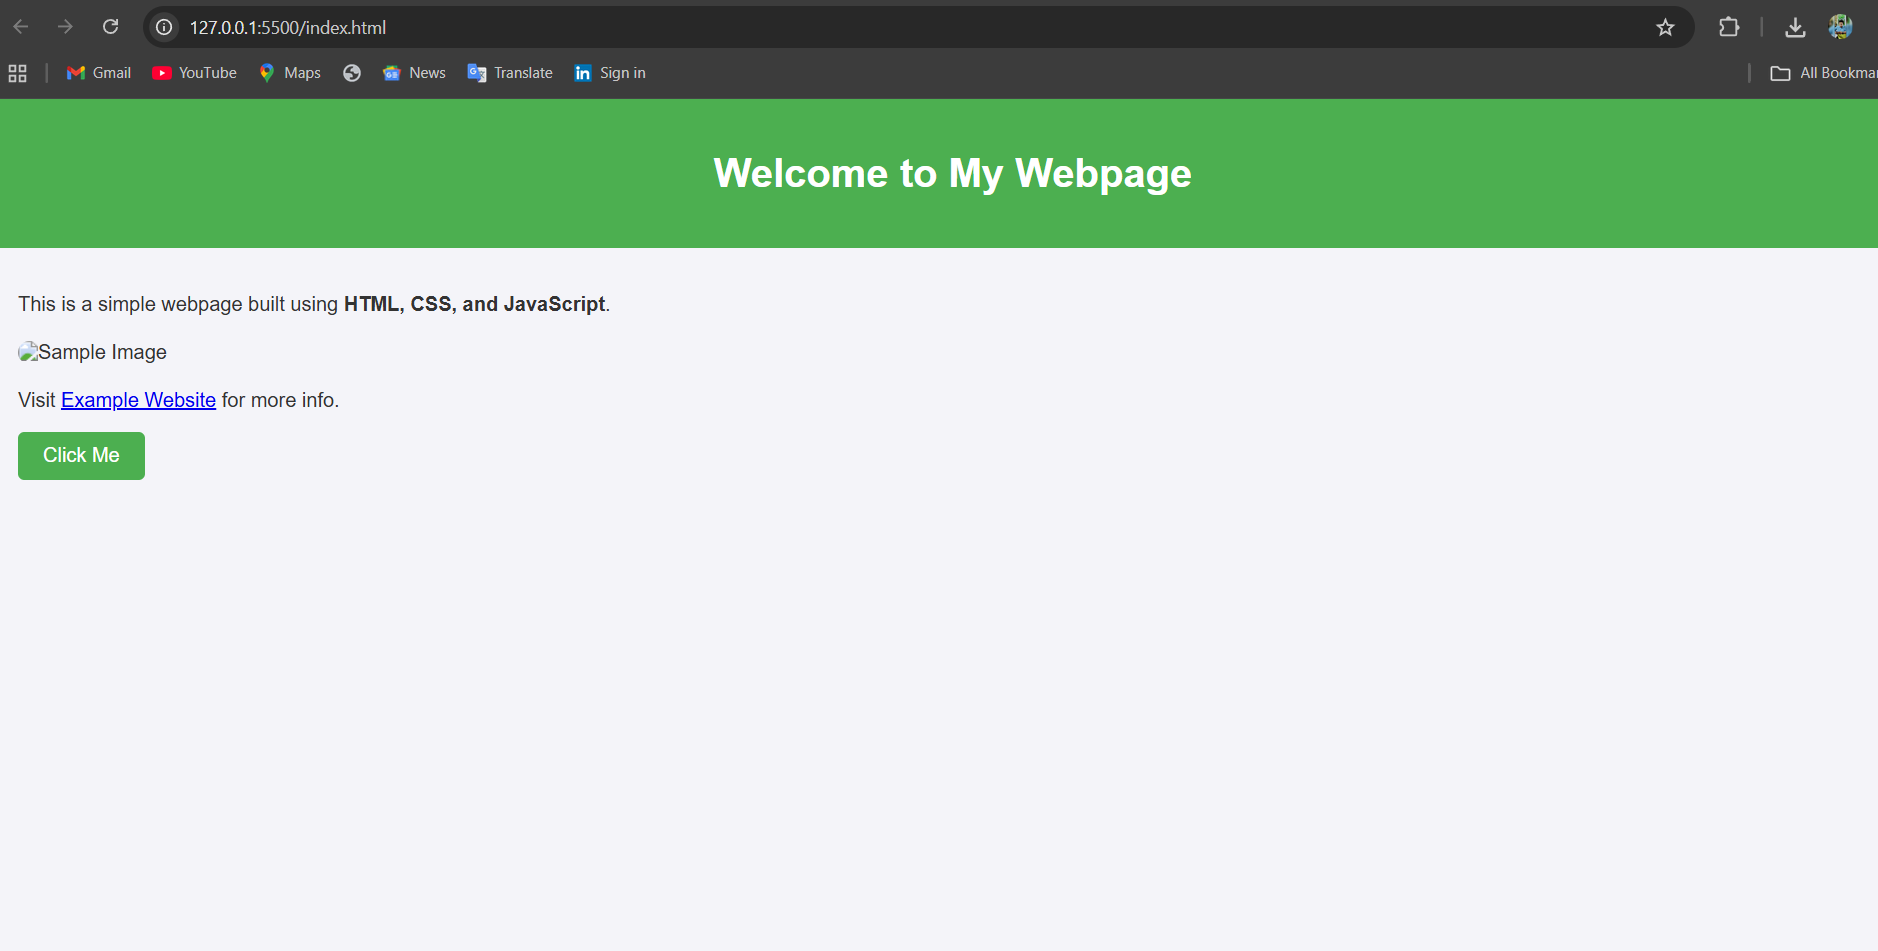 127.0.0.1:5500/index.html
Gmail YouTube Maps News Translate Sign in All Bookma
Welcome to My Webpage
This is a simple webpage built using HTML, CSS, and JavaScript.
Sample Image
Visit Example Website for more info.
Click Me